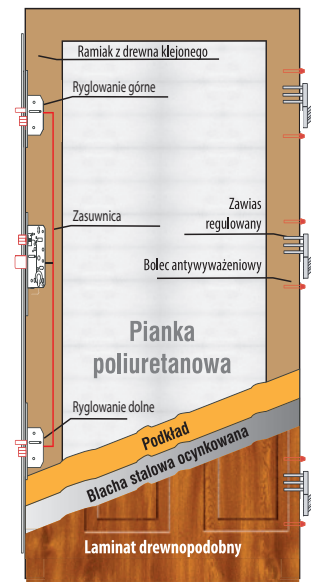 Ramiak z drewna klejonego
Ryglowanie górne
Zasuwnica
Zawias
regulowany
Bolec antywyważeniowy
Pianka
poliuretanowa
Ryglowanie dolne
Podkład
Blacha stalowa ocynkowana
Laminat drewnopodobny